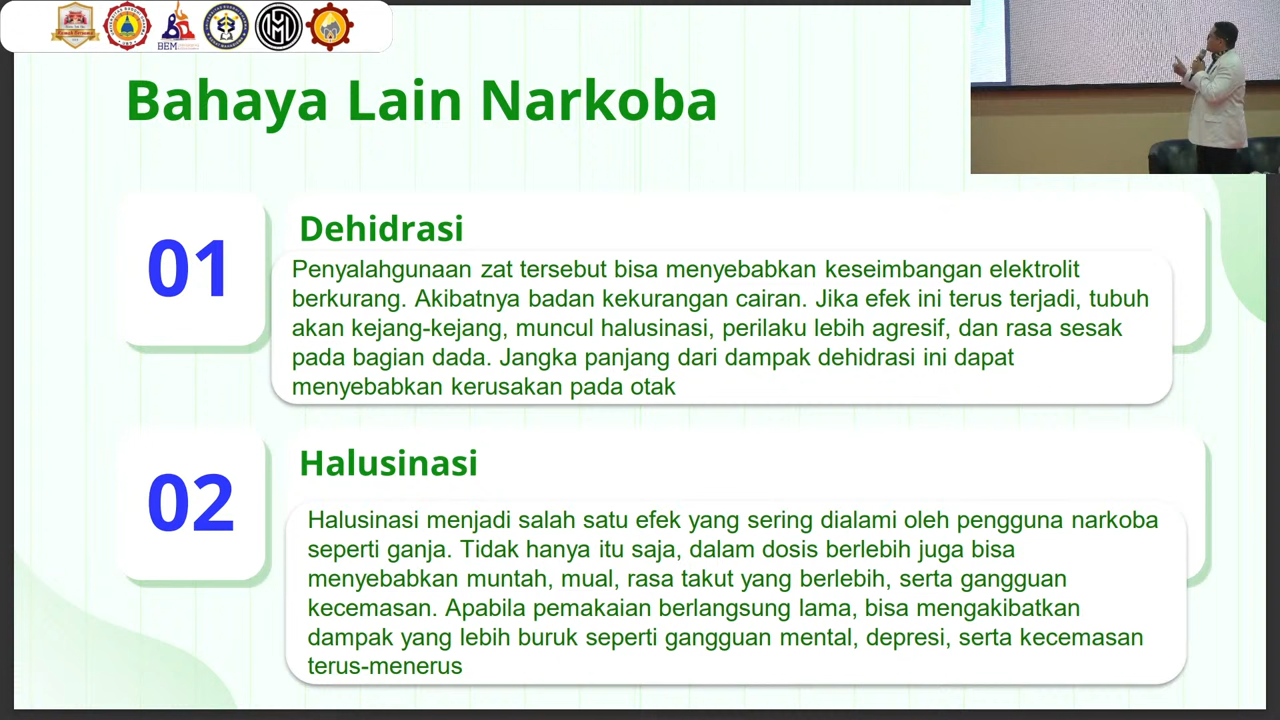 BEM
Bahaya Lain Narkoba
01
Dehidrasi
Penyalahgunaan zat tersebut bisa menyebabkan keseimbangan elektrolit
berkurang. Akibatnya badan kekurangan cairan. Jika efek ini terus terjadi, tubuh
akan kejang-kejang, muncul halusinasi, perilaku lebih agresif, dan rasa sesak
pada bagian dada. Jangka panjang dari dampak dehidrasi ini dapat
menyebabkan kerusakan pada otak
02
Halusinasi
Halusinasi menjadi salah satu efek yang sering dialami oleh pengguna narkoba
seperti ganja. Tidak hanya itu saja, dalam dosis berlebih juga bisa
menyebabkan muntah, mual, rasa takut yang berlebih, serta gangguan
kecemasan. Apabila pemakaian berlangsung lama, bisa mengakibatkan
dampak yang lebih buruk seperti gangguan mental, depresi, serta kecemasan
terus-menerus